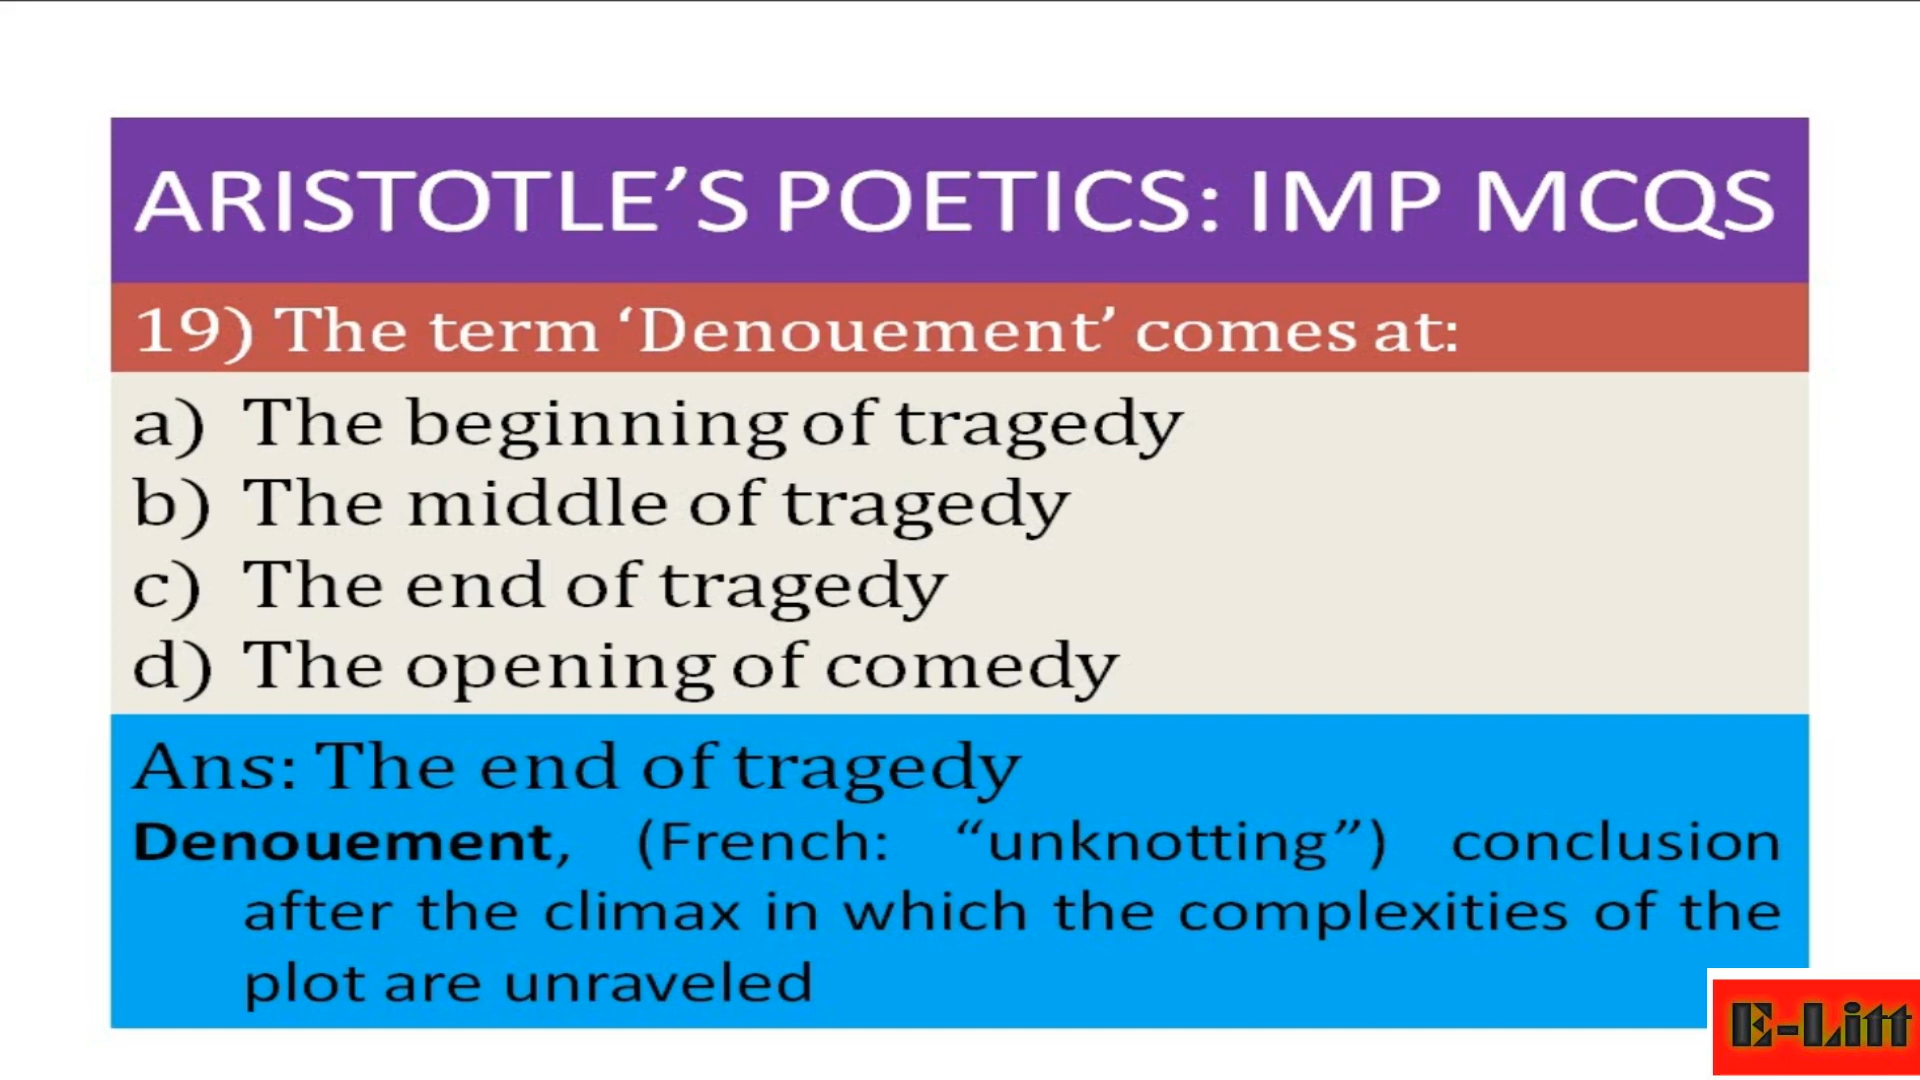 ARISTOTLE’S POETICS: IMP MCQS
19) The term ‘Denouement’ comes at:
a) The beginning of tragedy
b) The middle of tragedy
c) The end of tragedy
d) The opening of comedy
Ans: The end of tragedy
Denouement, (French: “unknotting”) conclusion
after the climax in which the complexities of the
plot are unraveled
E-Litt